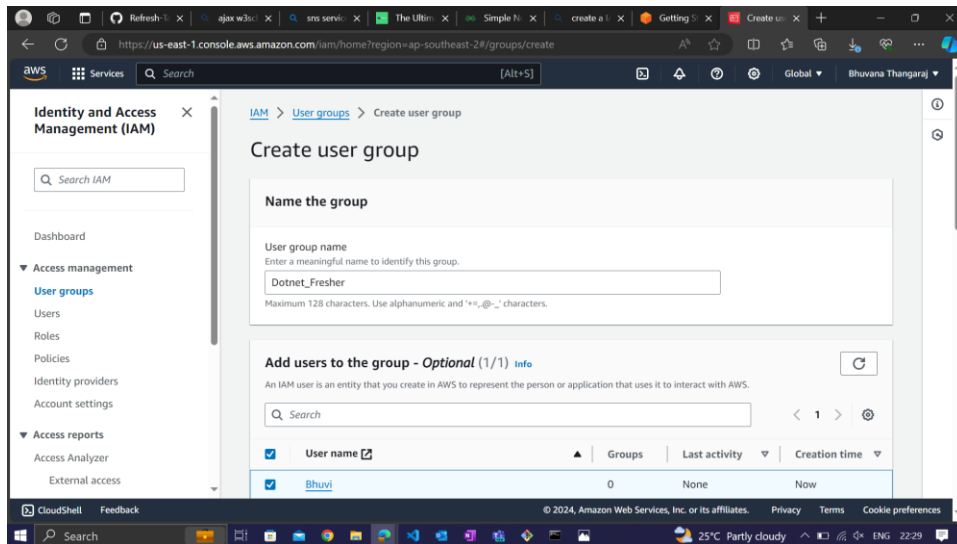 Refresh-Ta
ajax w3scl
sns servic
The Ultim
Simple N
create a l
Getting S
Create us
https://us-east-1.console.aws.amazon.com/iam/home?region=ap-southeast-2#/groups/create
aws
Services
Search
[Alt+S]
Global
Bhuvana Thangaraj
Identity and Access
Management (IAM)
Search IAM
Dashboard
Access management
User groups
Users
Roles
Policies
Identity providers
Account settings
Access reports
Access Analyzer
External access
IAM > User groups > Create user group
Create user group
Name the group
User group name
Enter a meaningful name to identify this group.
Dotnet_Fresher
Maximum 128 characters. Use alphanumeric and '+=,.@-_' characters.
Add users to the group - Optional (1/1) Info
An IAM user is an entity that you create in AWS to represent the person or application that uses it to interact with AWS.
Search
1
User name
Groups
Last activity
Creation time
Bhuvi
0
None
Now
CloudShell
Feedback
© 2024, Amazon Web Services, Inc. or its affiliates.
Privacy
Terms
Cookie preferences
Search
25°C Partly cloudy
ENG
22:29